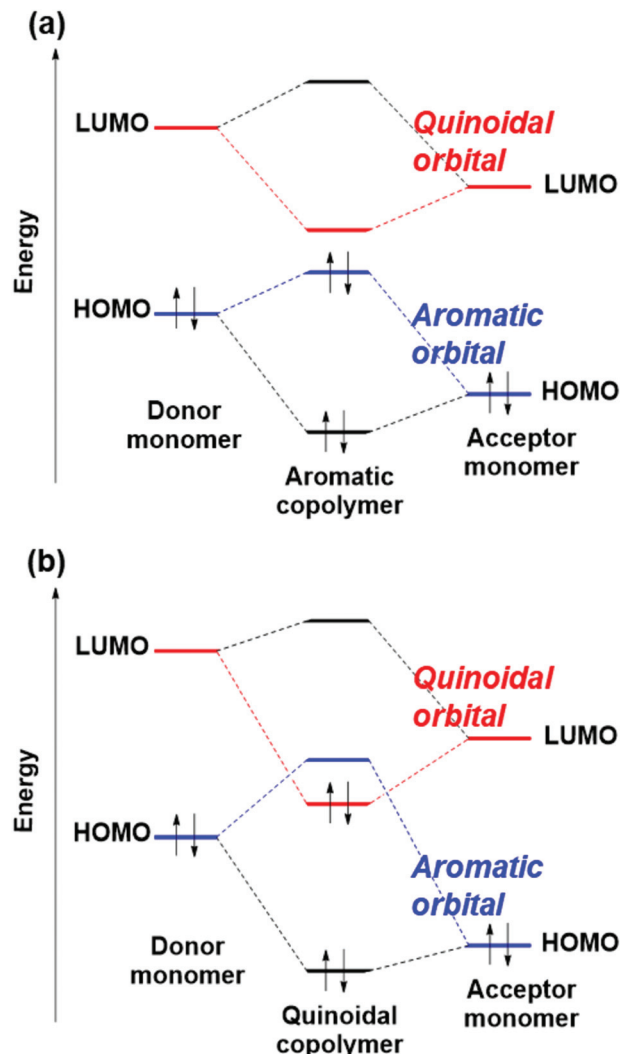 (a)
LUMO
Quinoidal
orbital
LUMO
Energy
HOMO
Aromatic
orbital
HOMO
Donor
monomer
Acceptor
monomer
Aromatic
copolymer
(b)
LUMO
Quinoidal
orbital
LUMO
Energy
HOMO
Aromatic
orbital
HOMO
Donor
monomer
Acceptor
monomer
Quinoidal
copolymer